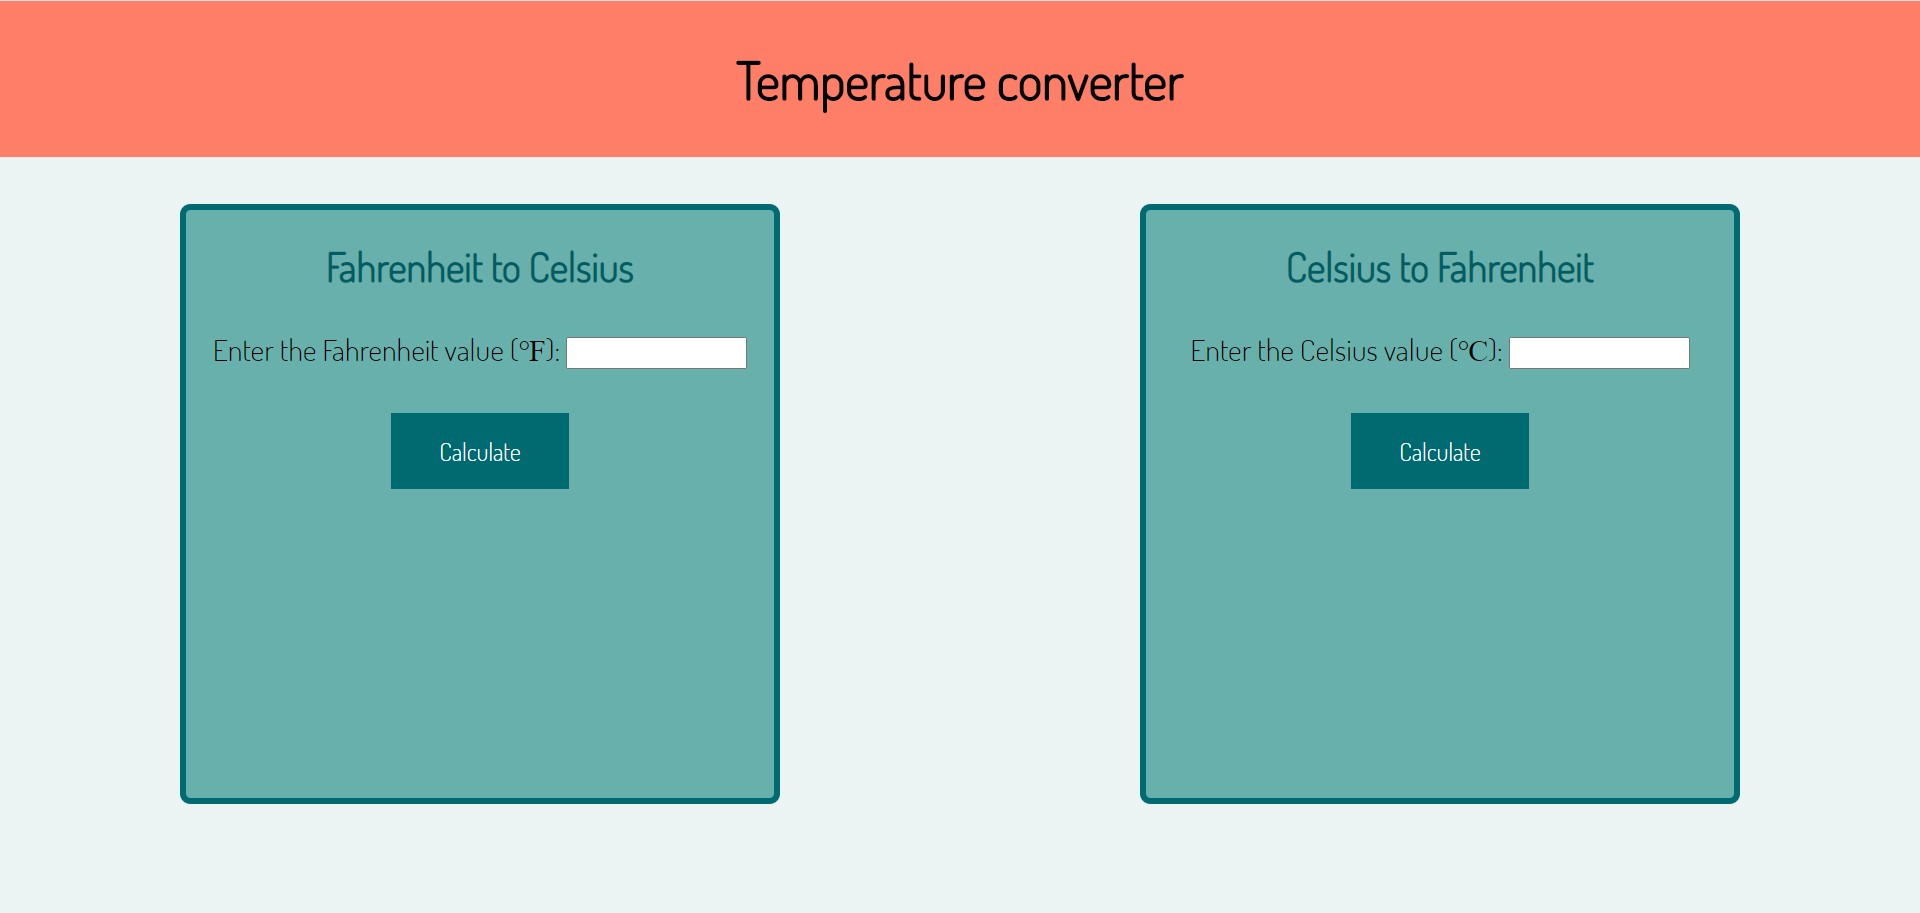 Temperature converter
Fahrenheit to Celsius
Enter the Fahrenheit value (℉):
Calculate
Celsius to Fahrenheit
Enter the Celsius value (℃):
Calculate